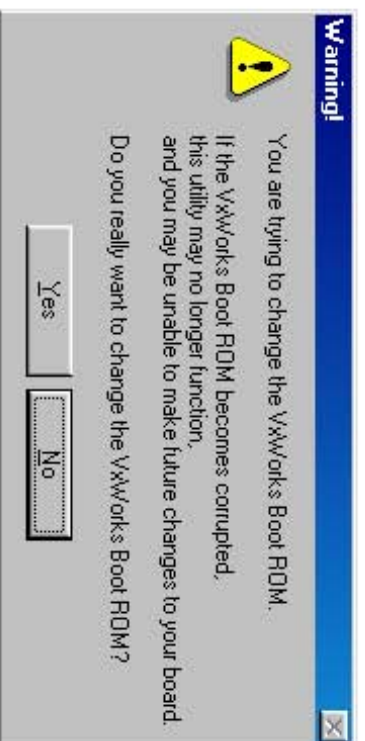 Warning!
You are trying to change the VxWorks Boot ROM.
If the VxWorks Boot ROM becomes corrupted,
this utility may no longer function,
and you may be unable to make future changes to your board.
Do you really want to change the VxWorks Boot ROM?
Yes
No